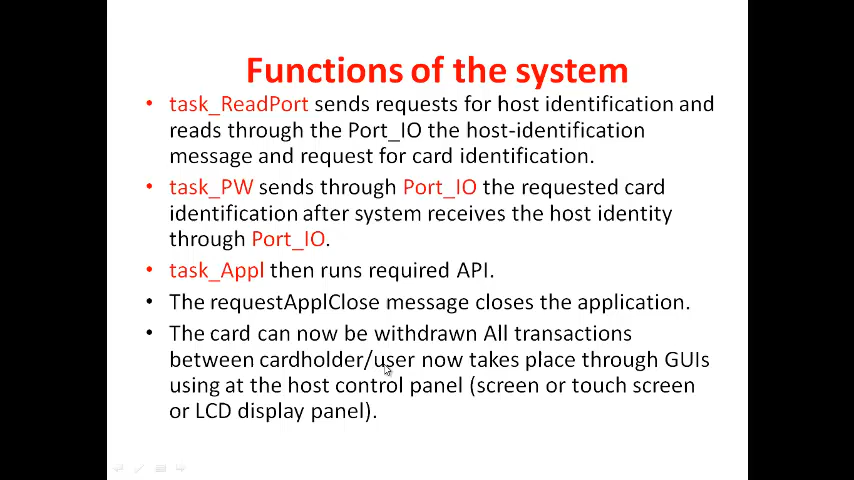 Functions of the system
• task_ReadPort sends requests for host identification and
reads through the Port_IO the host-identification
message and request for card identification.
• task_PW sends through Port_IO the requested card
identification after system receives the host identity
through Port_IO.
• task_Appl then runs required API.
• The requestApplClose message closes the application.
• The card can now be withdrawn All transactions
between cardholder/user now takes place through GUIs
using at the host control panel (screen or touch screen
or LCD display panel).